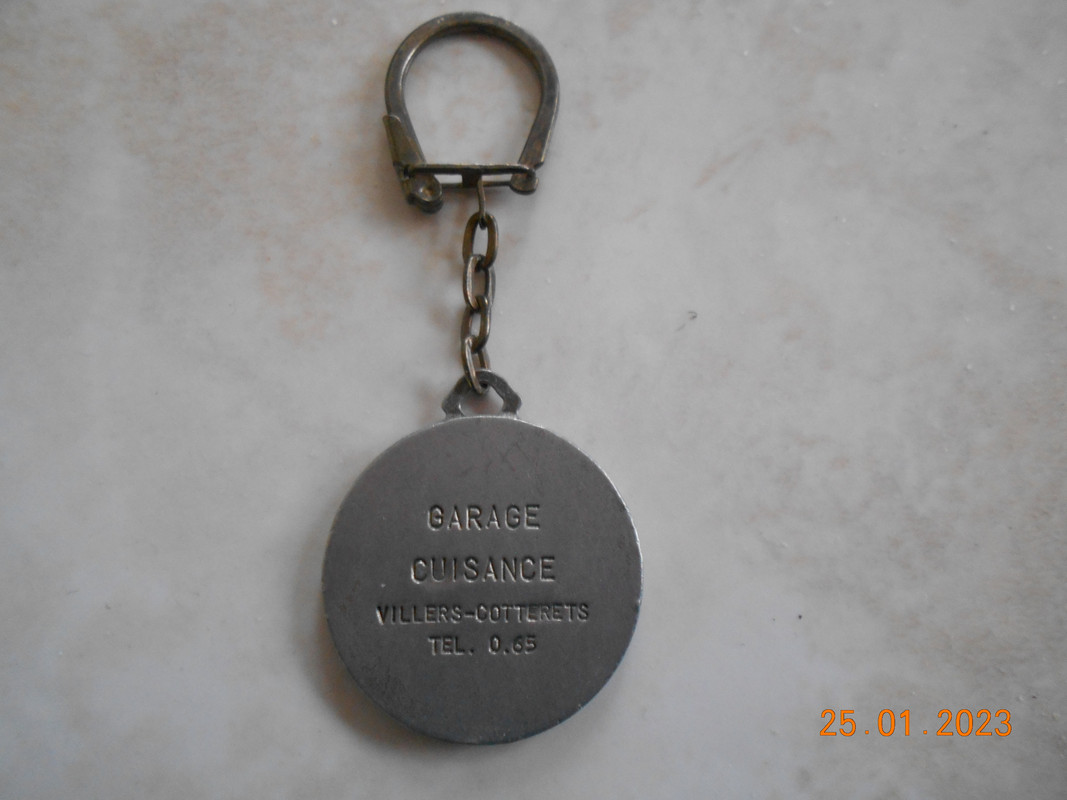 GARAGE
CUISANCE
VILLERS-COTTERETS
TEL. 0.65
25.01.2023